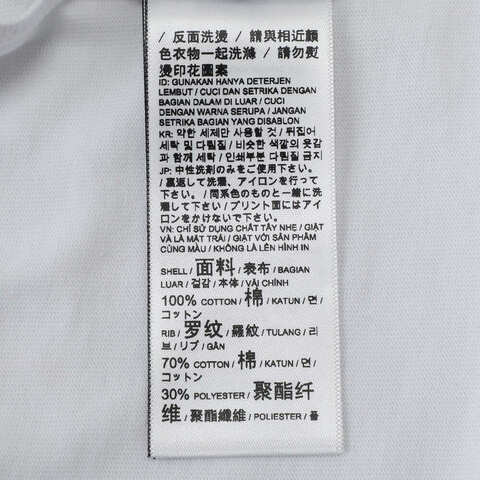 / 反面洗燙 / 請與相近顏
色衣物一起洗滌 / 請勿熨
燙印花圖案
ID: GUNAKAN HANYA DETERJEN
LEMBUT / CUCI DAN SETRIKA DENGAN
BAGIAN DALAM DI LUAR / CUCI
DENGAN WARNA SERUPA / JANGAN
SETRIKA BAGIAN YANG DISABLON
KR: 약한 세제만 사용할 것 / 뒤집어
세탁 및 다림질 / 비슷한 색깔의 옷감
과 함께 세탁 / 인쇄부분 다림질 금지
JP: 中性洗剤のみをご使用下さい。
/ 裏返して洗濯、アイロンを行って
下さい。 / 同系色のものと一緒に洗
濯して下さい / プリント面にはアイ
ロンをかけないで下さい。
VN: CHỈ SỬ DỤNG CHẤT TẨY NHẸ / GIẶT
VÀ LÀ MẶT TRÁI / GIẶT VỚI SẢN PHẨM
CÙNG MÀU / KHÔNG LÀ LÊN HÌNH IN
SHELL / 面料 / 表布 / BAGIAN
LUAR / 겉감 / 本体 / VẢI CHÍNH
100% COTTON / 棉 / KATUN / 면 /
コットン
RIB / 罗纹 / 羅紋 / TULANG / 리
브 / リブ / GÂN
70% COTTON / 棉 / KATUN / 면 /
コットン
30% POLYESTER / 聚酯纤
维 / 聚酯纖維 / POLIESTER / 폴